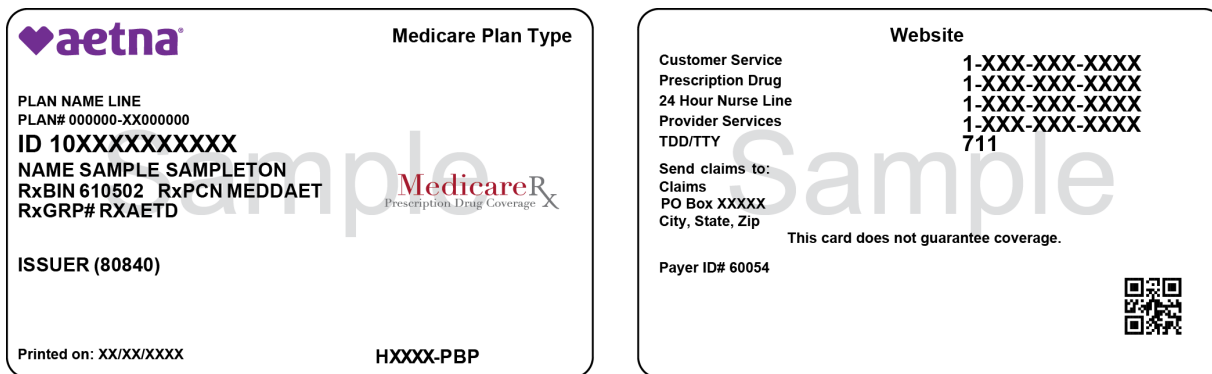 aetna®
Medicare Plan Type
PLAN NAME LINE
PLAN# 000000-XX000000
ID 10XXXXXXXXXX
NAME SAMPLE SAMPLETON
RxBIN 610502 RxPCN MEDDAET
RxGRP# RXAETD
MedicareRx
Prescription Drug Coverage
ISSUER (80840)
Printed on: XX/XX/XXXX
HXXXX-PBP
Sample
Website
Customer Service 1-XXX-XXX-XXXX
Prescription Drug 1-XXX-XXX-XXXX
24 Hour Nurse Line 1-XXX-XXX-XXXX
Provider Services 1-XXX-XXX-XXXX
TDD/TTY 711
Send claims to:
Claims
PO Box XXXXX
City, State, Zip
This card does not guarantee coverage.
Payer ID# 60054
Sample